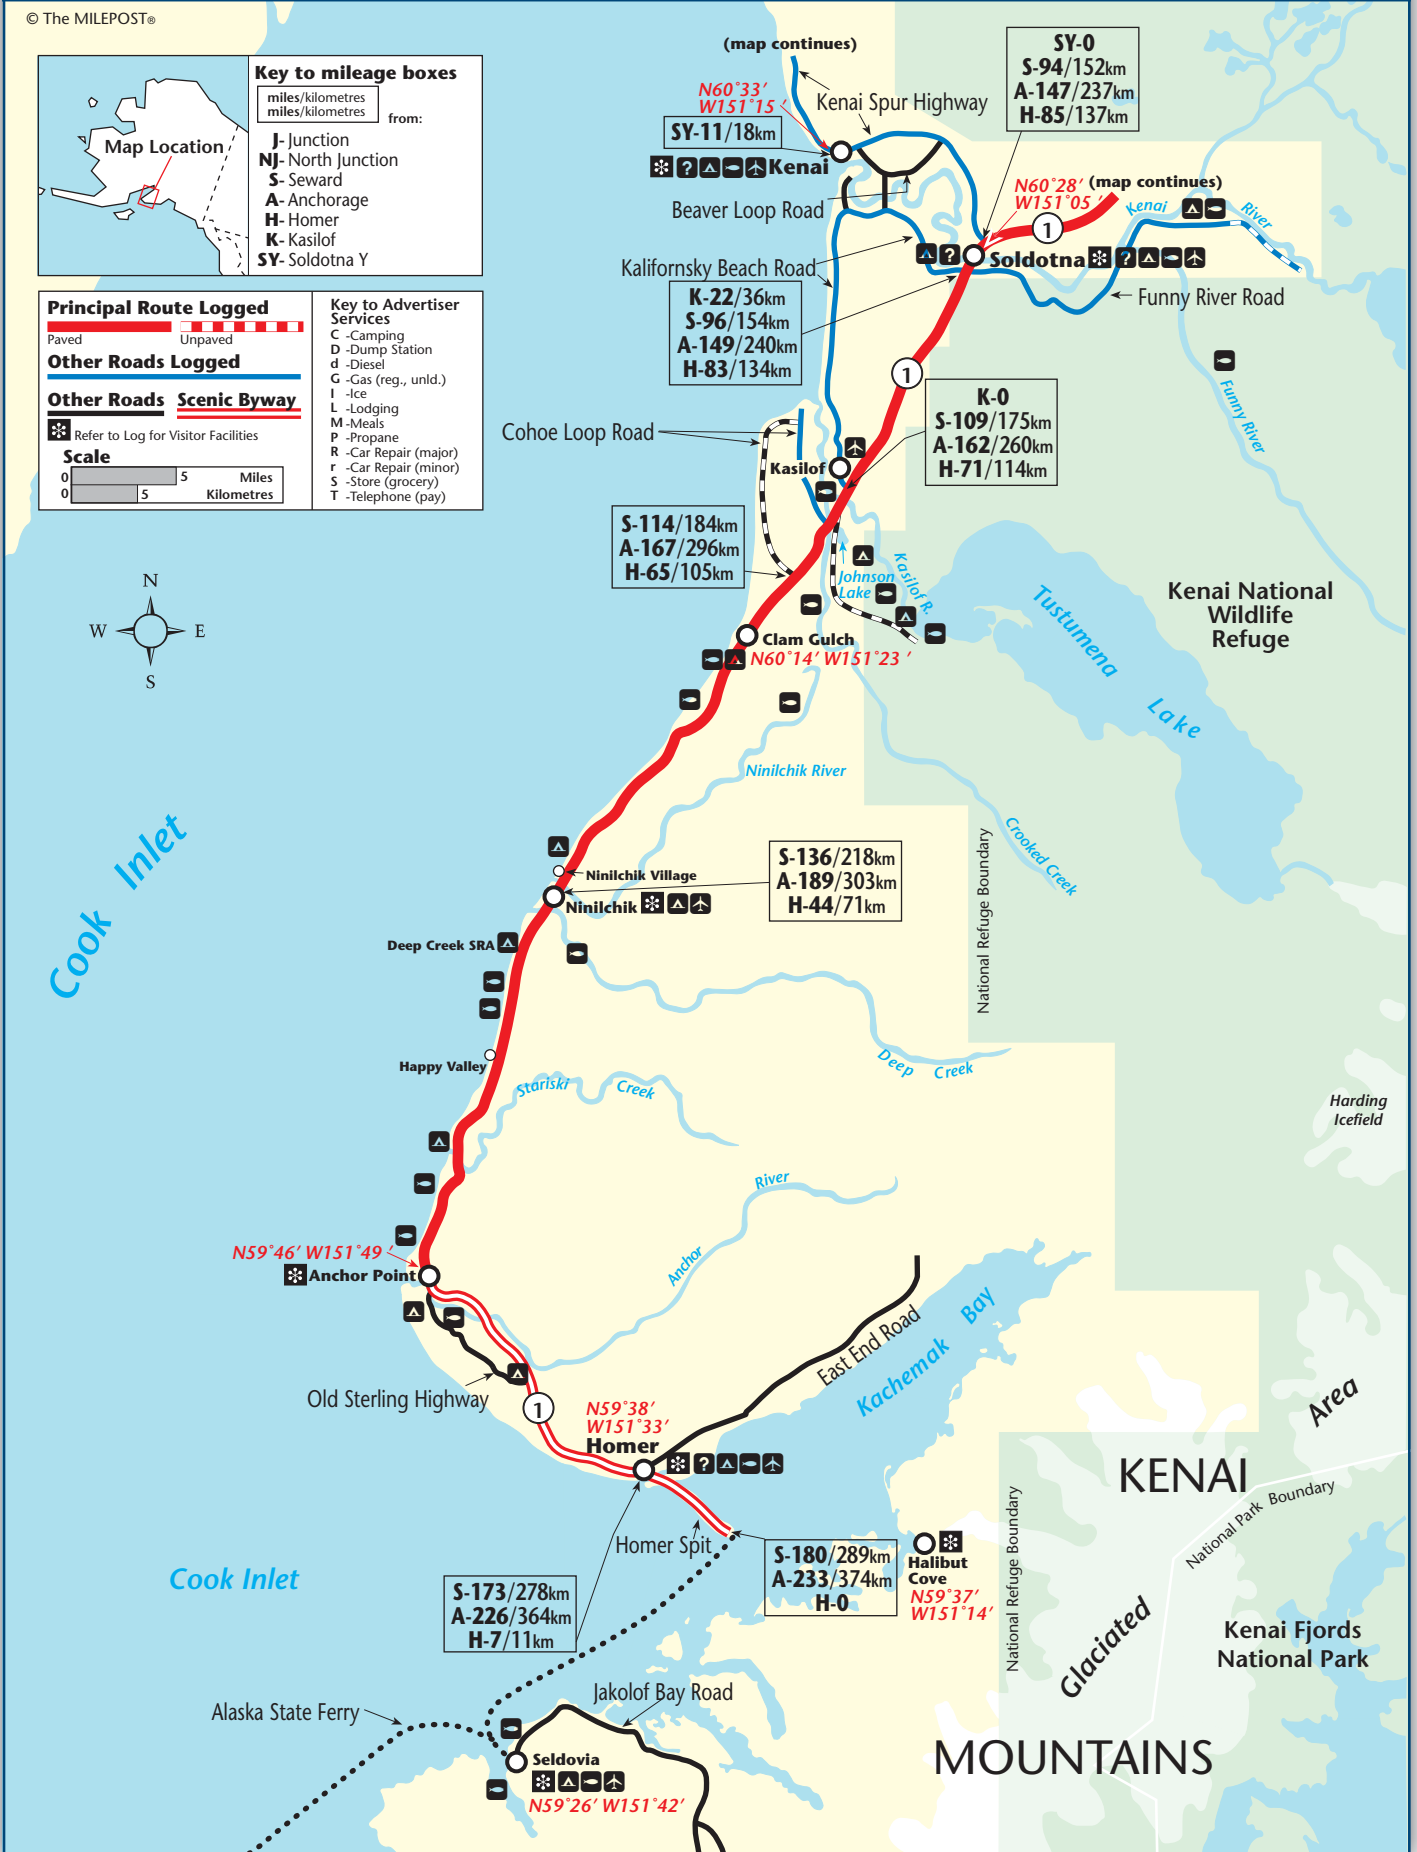 © The MILEPOST®
Key to mileage boxes
miles/kilometres
miles/kilometres
from:
J- Junction
NJ- North Junction
S- Seward
A- Anchorage
H- Homer
K- Kasilof
SY- Soldotna Y
Map Location
Principal Route Logged
Paved
Unpaved
Other Roads Logged
Other Roads
Scenic Byway
Refer to Log for Visitor Facilities
Scale
0 5 Miles
0 5 Kilometres
Key to Advertiser
Services
C -Camping
D -Dump Station
d -Diesel
G -Gas (reg., unld.)
I -Ice
L -Lodging
M -Meals
P -Propane
R -Car Repair (major)
r -Car Repair (minor)
S -Store (grocery)
T -Telephone (pay)
(map continues)
N60°33′
W151°15′
Kenai Spur Highway
SY-11/18km
? Kenai
Beaver Loop Road
SY-0
S-94/152km
A-147/237km
H-85/137km
N60°28′
W151°05′
(map continues)
1
Kenai
River
?
Soldotna
?
Kalifornsky Beach Road
Funny River Road
K-22/36km
S-96/154km
A-149/240km
H-83/134km
1
Funny River
K-0
S-109/175km
A-162/260km
H-71/114km
Cohoe Loop Road
Kasilof
S-114/184km
A-167/296km
H-65/105km
Johnson
Lake
Kasilof R.
Tustumena
Lake
Kenai National
Wildlife
Refuge
N
W
E
S
Clam Gulch
N60°14′ W151°23′
Ninilchik River
Crooked Creek
Cook Inlet
Ninilchik Village
Ninilchik
S-136/218km
A-189/303km
H-44/71km
National Refuge Boundary
Deep Creek SRA
Happy Valley
Deep
Creek
Stariski
Creek
Harding
Icefield
River
Anchor
N59°46′ W151°49′
Anchor Point
East End Road
Kachemak
Bay
Old Sterling Highway
1
N59°38′
W151°33′
Homer
?
Homer Spit
S-180/289km
A-233/374km
H-0
S-173/278km
A-226/364km
H-7/11km
Halibut
Cove
N59°37′
W151°14′
National Refuge Boundary
Cook Inlet
KENAI
MOUNTAINS
Glaciated
Area
National Park Boundary
Kenai Fjords
National Park
Alaska State Ferry
Jakolof Bay Road
Seldovia
N59°26′ W151°42′